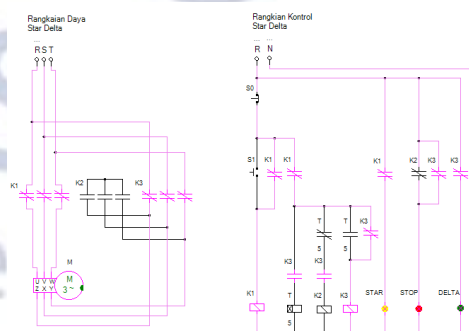 Rangkaian Daya
Star Delta
...
R S T
K1
K2
K3
M
U V W
Z X Y
M
3 ~
Rangkian Kontrol
Star Delta
... ...
R N
S0
S1
K1
K1
K1
K2
K3
K3
T
T
K3
5
5
K3
K3
K1
T
K2
K3
STAR
STOP
DELTA
5